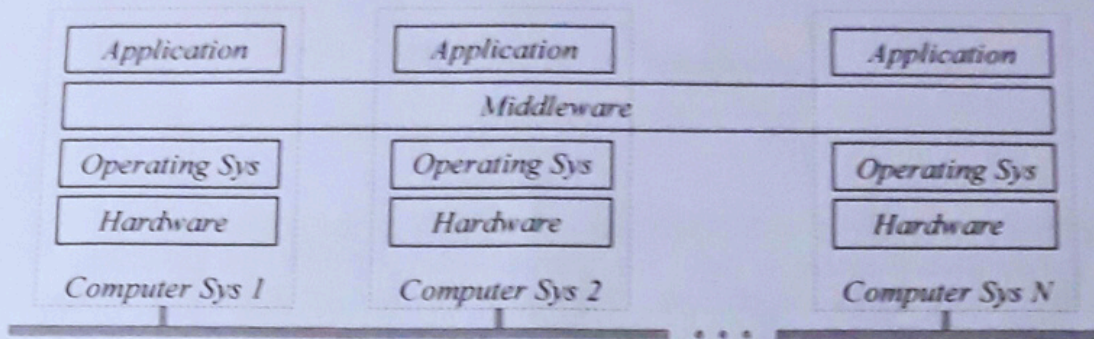 Application Application Application
Middleware
Operating Sys Operating Sys Operating Sys
Hardware Hardware Hardware
Computer Sys 1 Computer Sys 2 Computer Sys N
. . .